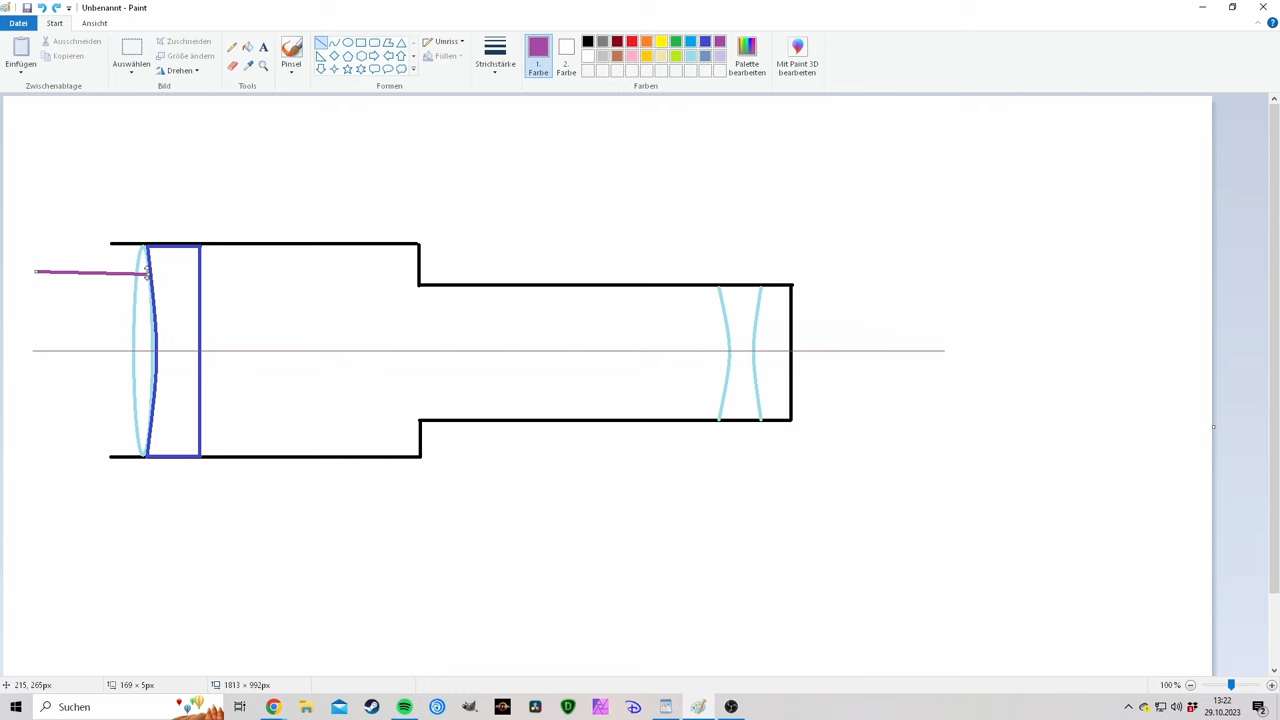 Unbenannt - Paint
Datei Start Ansicht
Einfügen
Ausschneiden
Kopieren
Zwischenablage
Auswählen
Zuschneiden
Größe ändern
Drehen
Bild
A
Tools
Pinsel
Umriss
Füllen
Formen
Strichstärke
1.
Farbe
2.
Farbe
Palette
bearbeiten
Farben
Mit Paint 3D
bearbeiten
215, 265px
169 × 5px
1813 × 992px
100 %
Suchen
13:22
29.10.2023
2